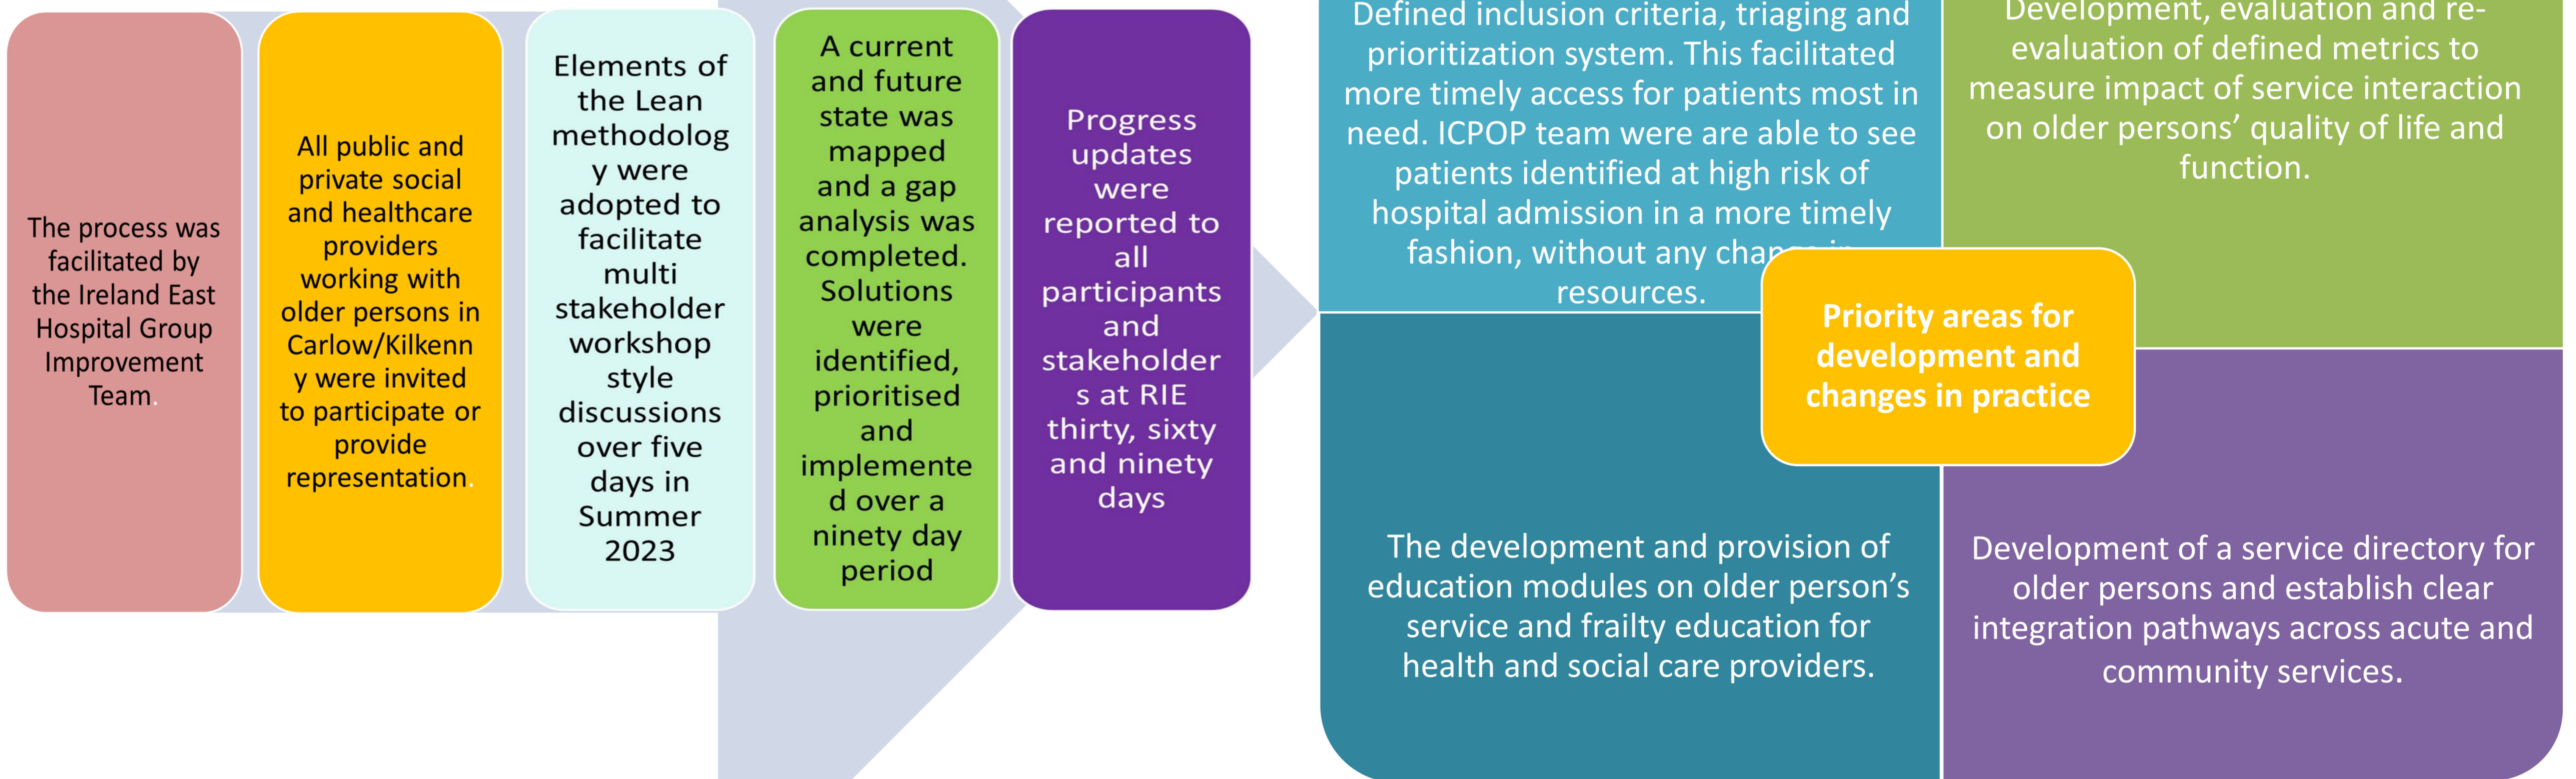 The process was
facilitated by
the Ireland East
Hospital Group
Improvement
Team.
All public and
private social
and healthcare
providers
working with
older persons in
Carlow/Kilkenn
y were invited
to participate or
provide
representation.
Elements of
the Lean
methodolog
y were
adopted to
facilitate
multi
stakeholder
workshop
style
discussions
over five
days in
Summer
2023
A current
and future
state was
mapped
and a gap
analysis was
completed.
Solutions
were
identified,
prioritised
and
implemente
d over a
ninety day
period
Progress
updates
were
reported to
all
participants
and
stakeholder
s at RIE
thirty, sixty
and ninety
days
Defined inclusion criteria, triaging and
prioritization system. This facilitated
more timely access for patients most in
need. ICPOP team were are able to see
patients identified at high risk of
hospital admission in a more timely
fashion, without any change in
resources.
Development, evaluation and re-
evaluation of defined metrics to
measure impact of service interaction
on older persons’ quality of life and
function.
Priority areas for
development and
changes in practice
The development and provision of
education modules on older person’s
service and frailty education for
health and social care providers.
Development of a service directory for
older persons and establish clear
integration pathways across acute and
community services.